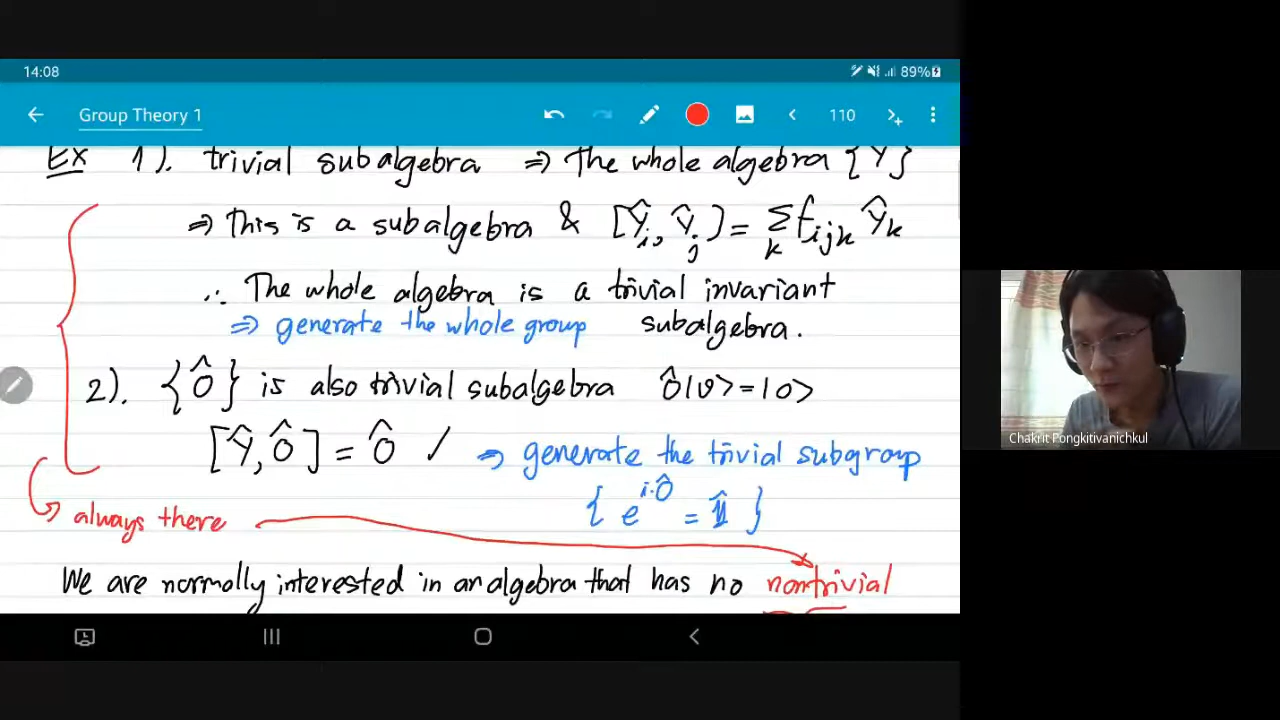 14:08
89%
Group Theory 1
110
Ex 1). trivial subalgebra ⇒ The whole algebra {Ŷ}
⇒ This is a subalgebra & [Ŷᵢ, Ŷⱼ] = Σₖ fᵢⱼₖ Ŷₖ
∴ The whole algebra is a trivial invariant
⇒ generate the whole group subalgebra.
2). {Ô} is also trivial subalgebra Ô|v> = |0>
[Ŷ, Ô] = Ô ✓ ⇒ generate the trivial subgroup
{ e^{i·Ô} = 𝟙̂ }
↳ always there
We are normally interested in an algebra that has no nontrivial
Chakrit Pongkitivanichkul